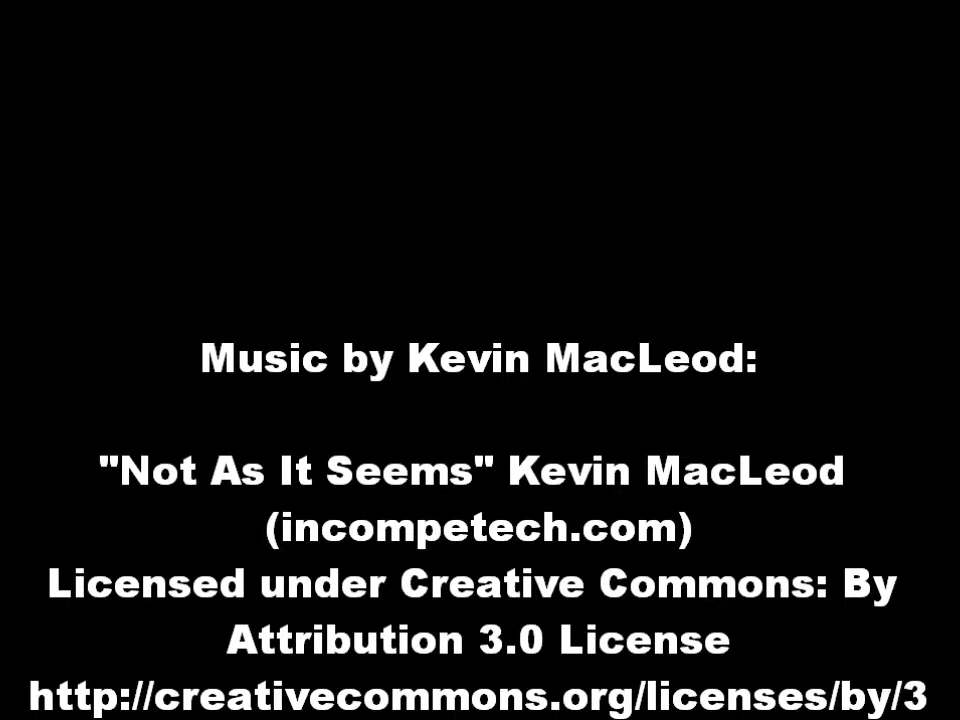 Music by Kevin MacLeod:
"Not As It Seems" Kevin MacLeod
(incompetech.com)
Licensed under Creative Commons: By
Attribution 3.0 License
http://creativecommons.org/licenses/by/3